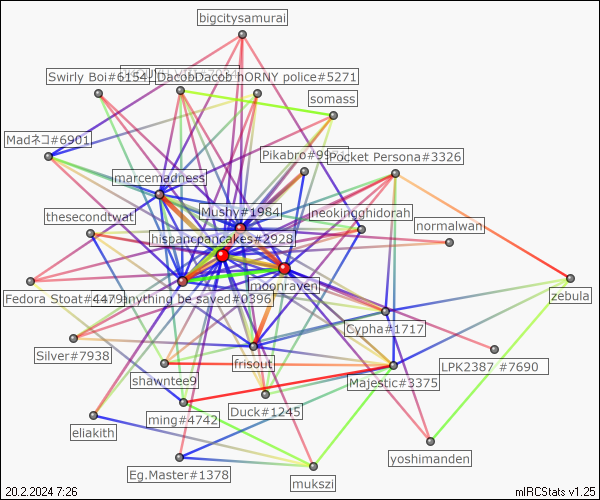 bigcitysamurai
Swirly Boi#6154
DacobDacob
hORNY police#5271
somass
Madネコ#6901
Pocket Persona#3326
marcemadness
Mushy#1984
thesecondtwat
neokingghidorah
normalwan
hispancpancakes#2928
moonraven
Fedora Stoat#4479
anything be saved#0396
zebula
Cypha#1717
Silver#7938
frisout
LPK2387 #7690
shawntee9
Majestic#3375
Duck#1245
ming#4742
eliakith
yoshimanden
Eg.Master#1378
mukszi
20.2.2024 7:26
mIRCStats v1.25